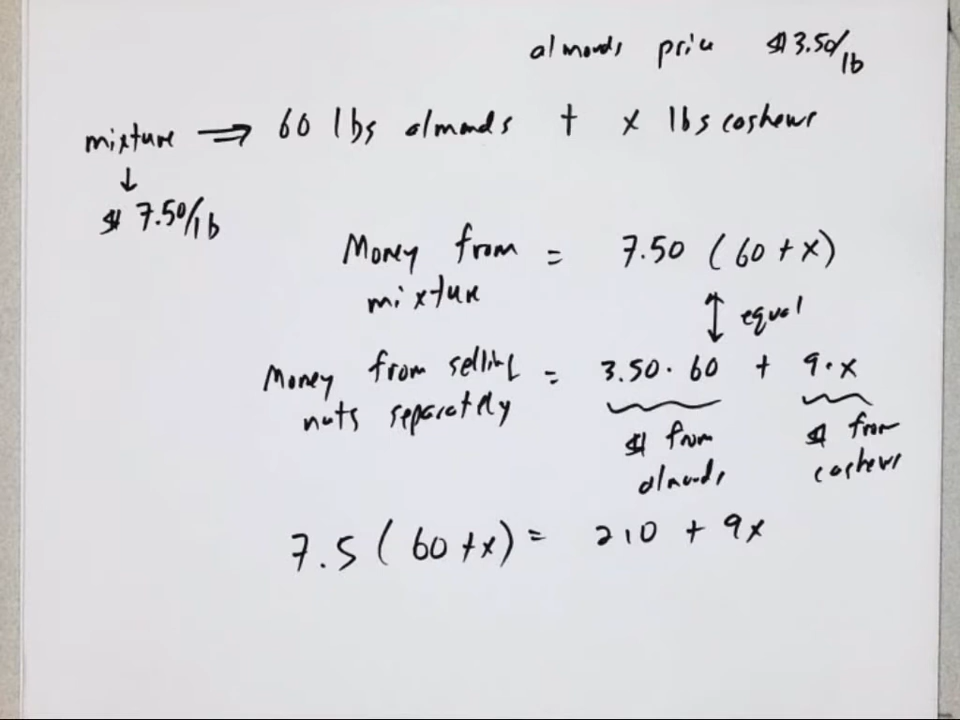 almonds price $3.50/lb
mixture ⟹ 60 lbs almonds + x lbs cashews
↓
$ 7.50/lb
Money from mixture = 7.50 (60 + x)
↕ equal
Money from selling nuts separately = 3.50 · 60 + 9 · x
$ from almonds
$ from cashews
7.5 (60 + x) = 210 + 9x